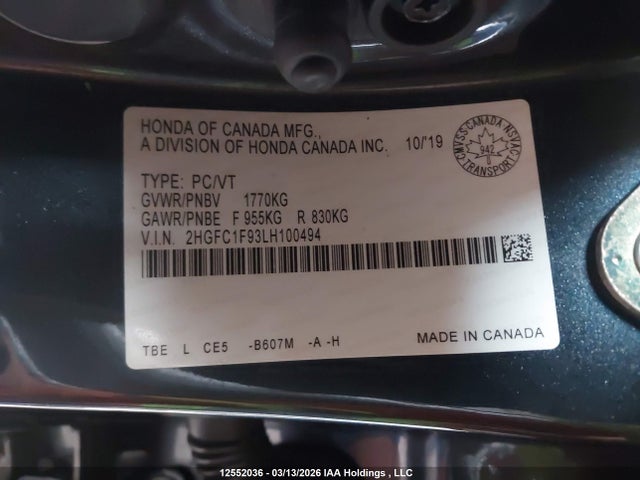 HONDA OF CANADA MFG.,
A DIVISION OF HONDA CANADA INC. 10/'19
CMVSS CANADA NSVAC
942
TRANSPORT
TYPE: PC/VT
GVWR/PNBV 1770KG
GAWR/PNBE F 955KG R 830KG
V.I.N. 2HGFC1F93LH100494
TBE L CE5 -B607M -A -H
MADE IN CANADA
12552036 - 03/13/2026 IAA Holdings , LLC